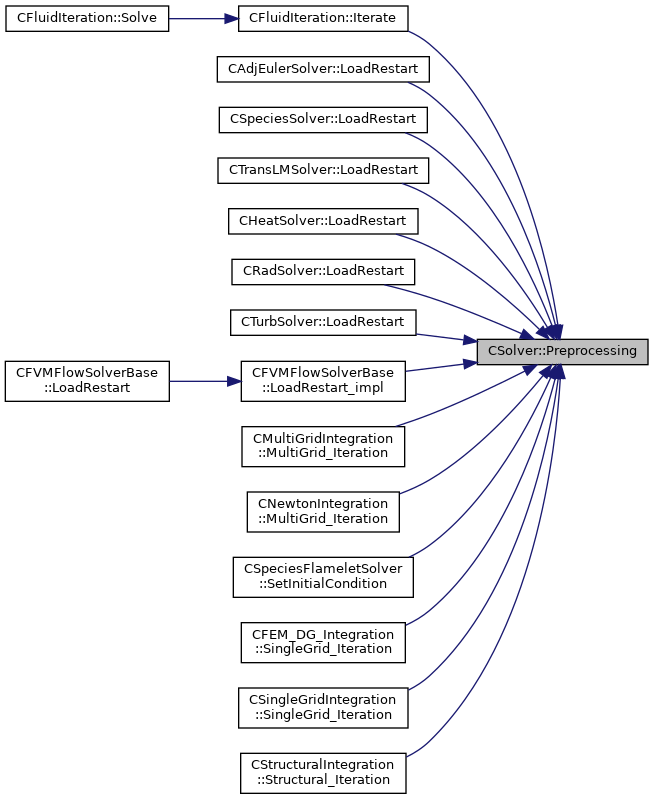 CFluidIteration::Solve
CFluidIteration::Iterate
CAdjEulerSolver::LoadRestart
CSpeciesSolver::LoadRestart
CTransLMSolver::LoadRestart
CHeatSolver::LoadRestart
CRadSolver::LoadRestart
CTurbSolver::LoadRestart
CSolver::Preprocessing
CFVMFlowSolverBase
::LoadRestart
CFVMFlowSolverBase
::LoadRestart_impl
CMultiGridIntegration
::MultiGrid_Iteration
CNewtonIntegration
::MultiGrid_Iteration
CSpeciesFlameletSolver
::SetInitialCondition
CFEM_DG_Integration
::SingleGrid_Iteration
CSingleGridIntegration
::SingleGrid_Iteration
CStructuralIntegration
::Structural_Iteration